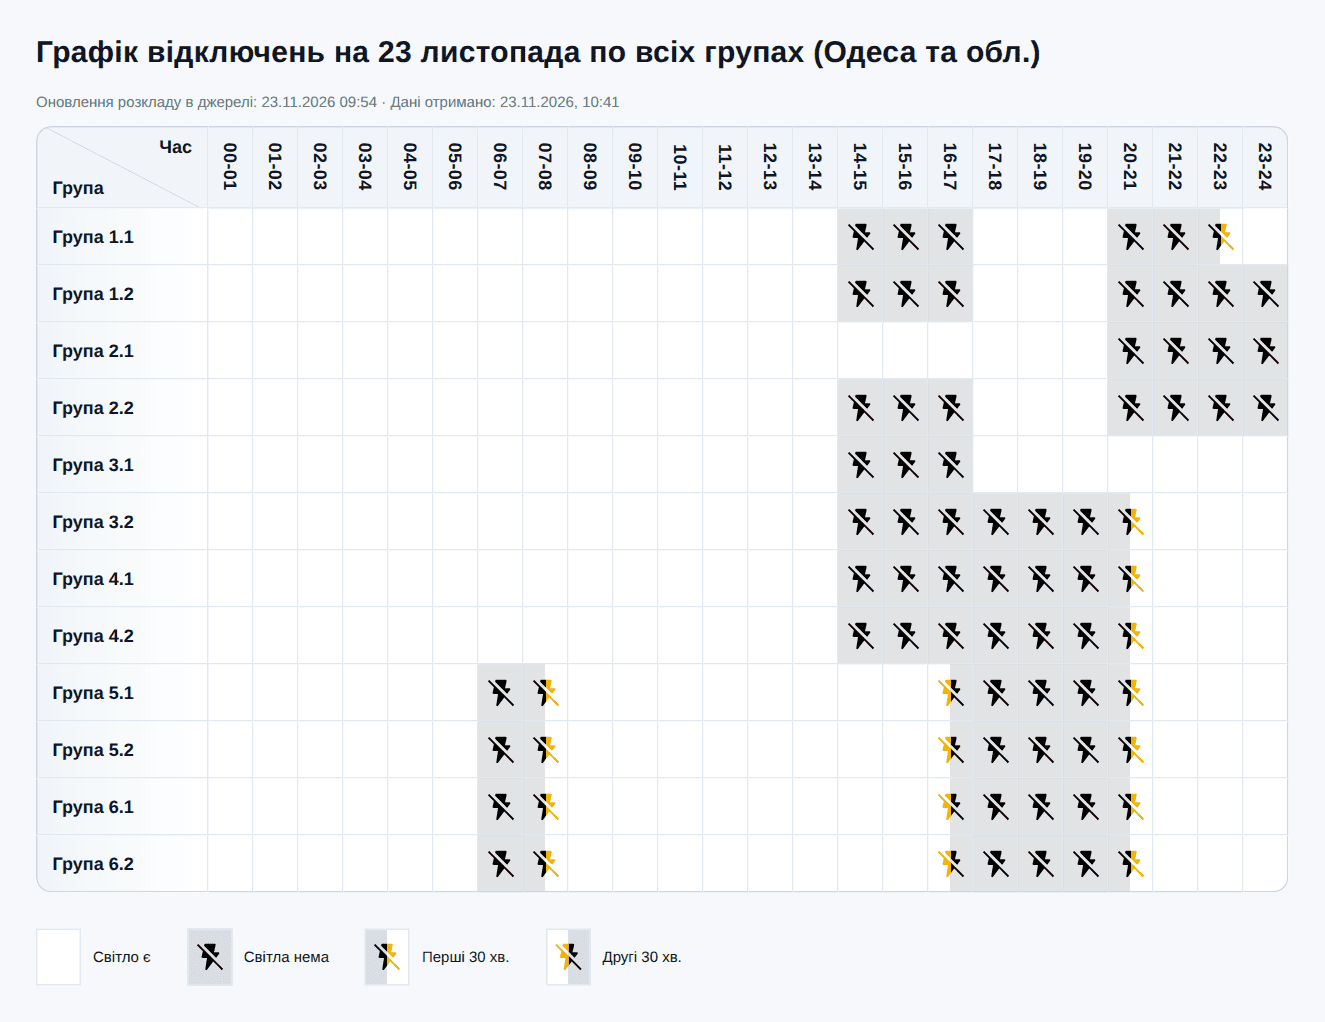 Графік відключень на 23 листопада по всіх групах (Одеса та обл.)
Оновлення розкладу в джерелі: 23.11.2026 09:54 · Дані отримано: 23.11.2026, 10:41
Час
Група
00-01
01-02
02-03
03-04
04-05
05-06
06-07
07-08
08-09
09-10
10-11
11-12
12-13
13-14
14-15
15-16
16-17
17-18
18-19
19-20
20-21
21-22
22-23
23-24
Група 1.1
Група 1.2
Група 2.1
Група 2.2
Група 3.1
Група 3.2
Група 4.1
Група 4.2
Група 5.1
Група 5.2
Група 6.1
Група 6.2
Світло є
Світла нема
Перші 30 хв.
Другі 30 хв.